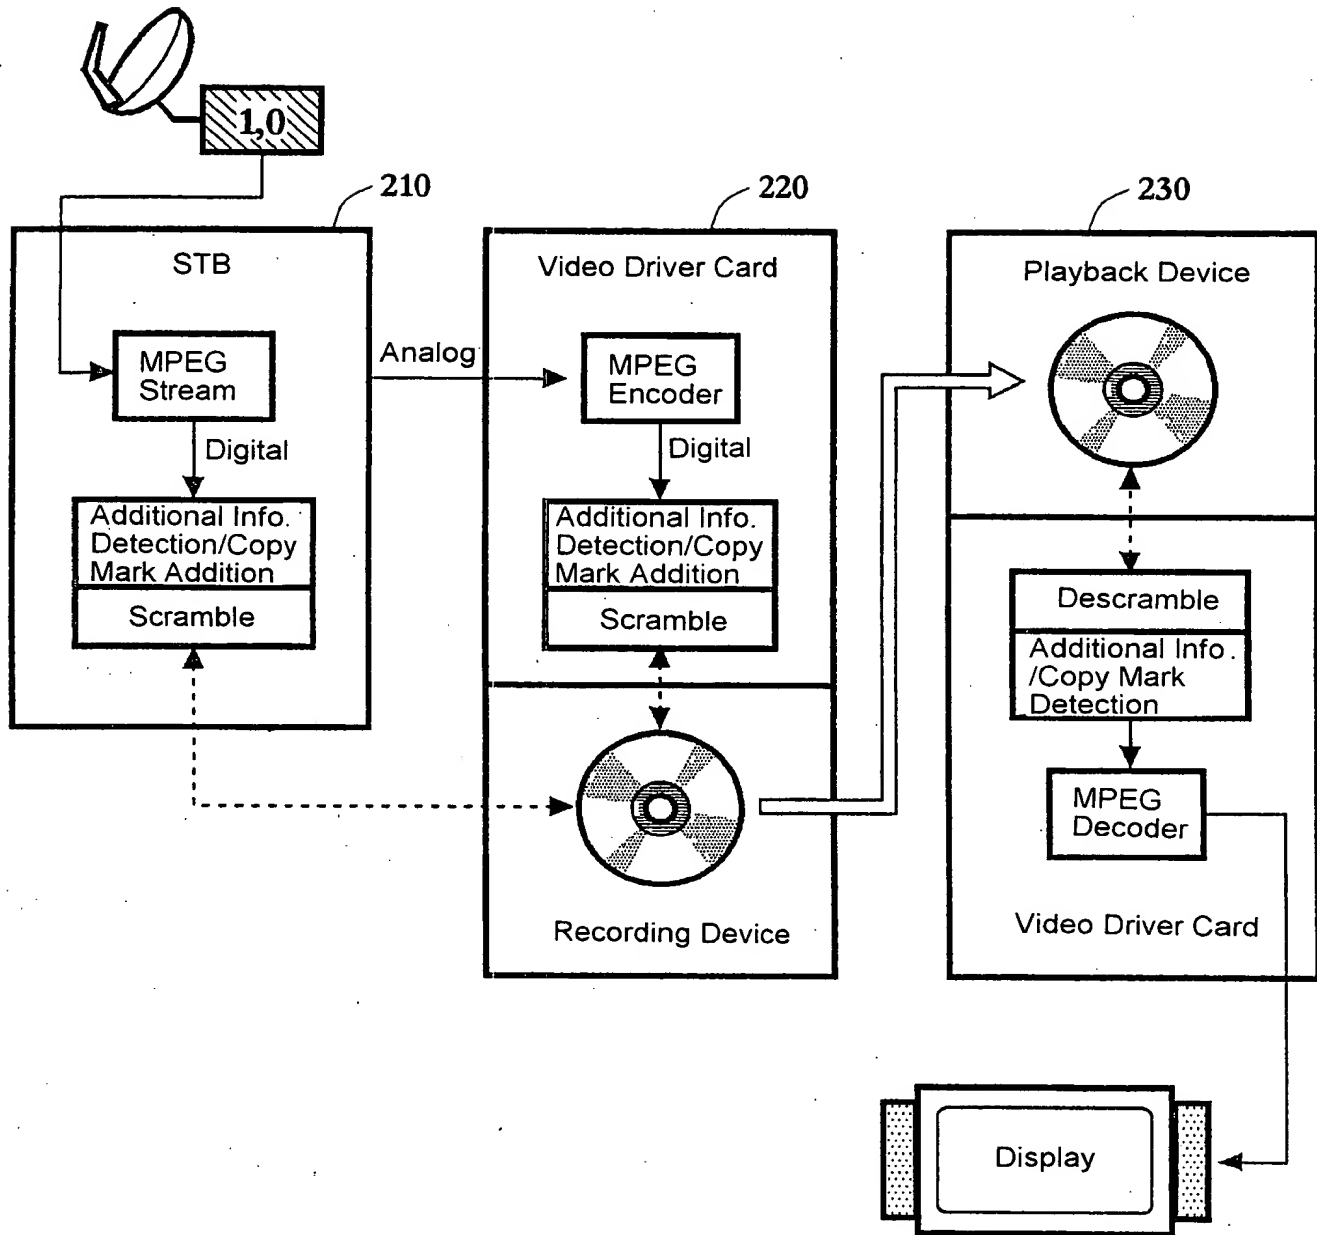 1,0
210
220
230
STB
MPEG
Stream
Digital
Additional Info.
Detection/Copy
Mark Addition
Scramble
Analog
Video Driver Card
MPEG
Encoder
Digital
Additional Info.
Detection/Copy
Mark Addition
Scramble
Recording Device
Playback Device
Descramble
Additional Info.
/Copy Mark
Detection
MPEG
Decoder
Video Driver Card
Display